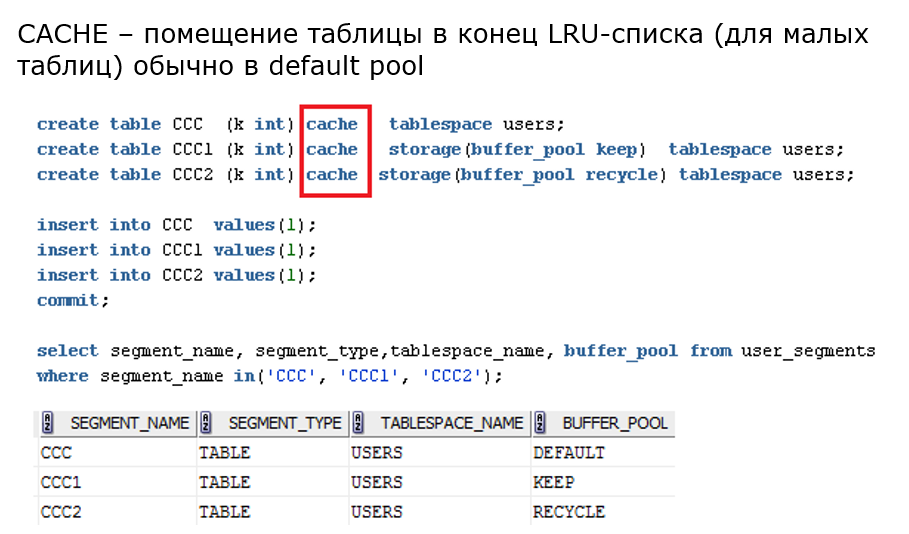 CACHE – помещение таблицы в конец LRU-списка (для малых
таблиц) обычно в default pool
create table CCC (k int) cache tablespace users;
create table CCC1 (k int) cache storage(buffer_pool keep) tablespace users;
create table CCC2 (k int) cache storage(buffer_pool recycle) tablespace users;
insert into CCC values(1);
insert into CCC1 values(1);
insert into CCC2 values(1);
commit;
select segment_name, segment_type,tablespace_name, buffer_pool from user_segments
where segment_name in('CCC', 'CCC1', 'CCC2');
SEGMENT_NAME SEGMENT_TYPE TABLESPACE_NAME BUFFER_POOL
CCC TABLE USERS DEFAULT
CCC1 TABLE USERS KEEP
CCC2 TABLE USERS RECYCLE